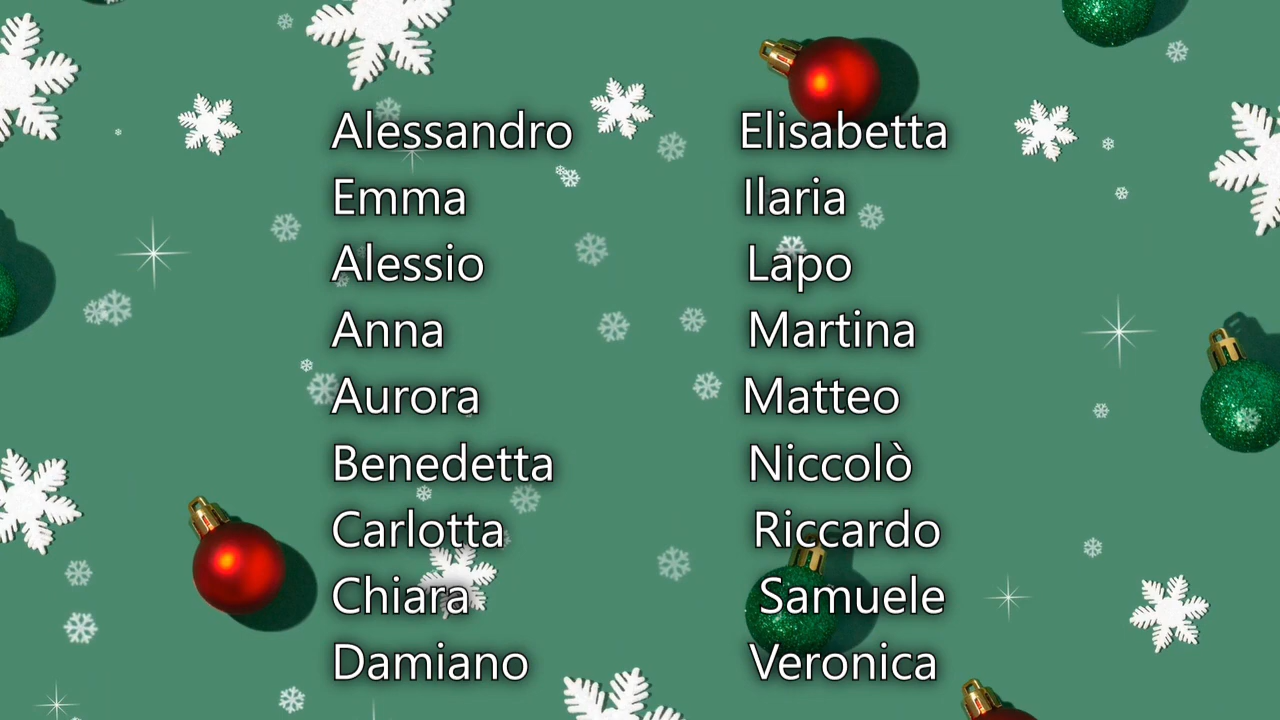 Alessandro
Emma
Alessio
Anna
Aurora
Benedetta
Carlotta
Chiara
Damiano
Elisabetta
Ilaria
Lapo
Martina
Matteo
Niccolò
Riccardo
Samuele
Veronica